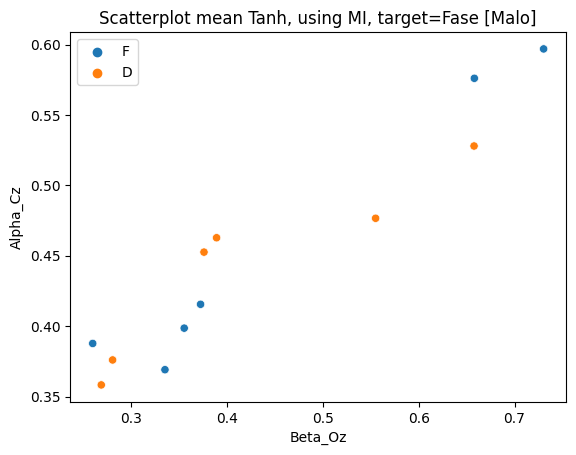 Scatterplot mean Tanh, using MI, target=Fase [Malo]
F
D
0.60
0.55
0.50
0.45
0.40
0.35
Alpha_Cz
0.3
0.4
0.5
0.6
0.7
Beta_Oz